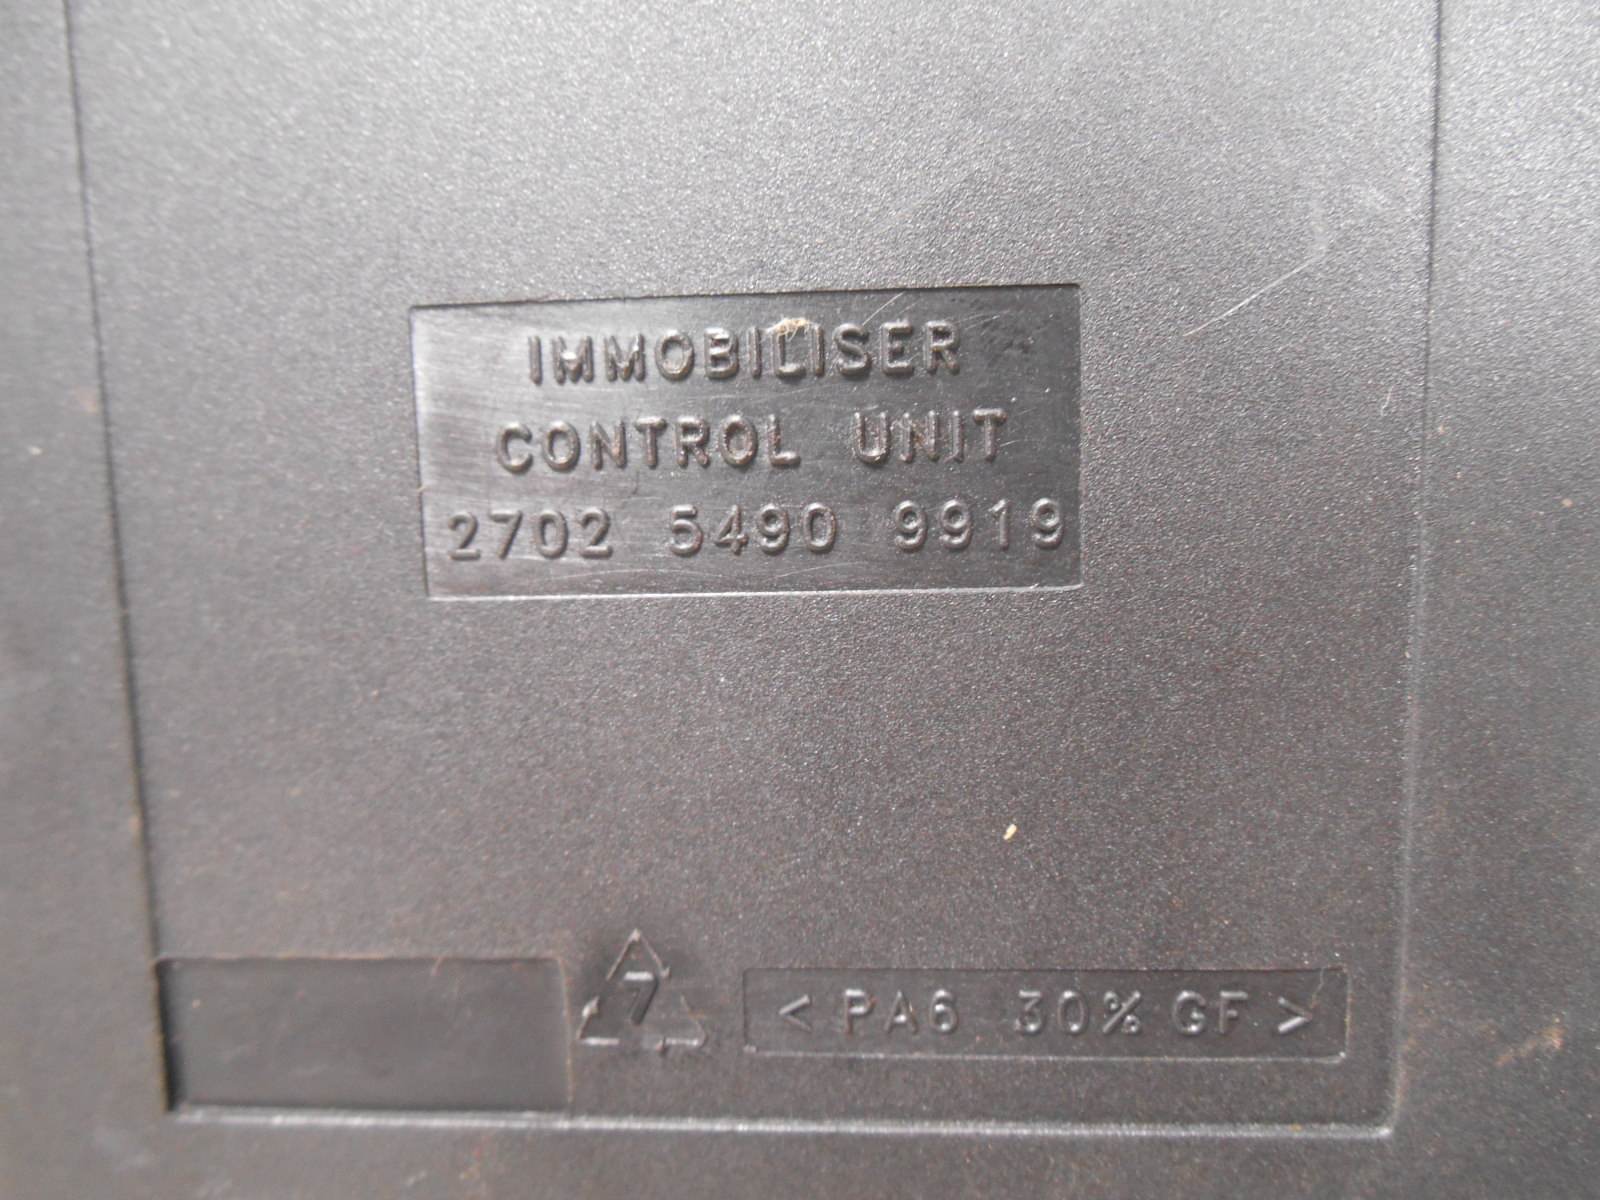 IMMOBILISER
CONTROL UNIT
2702 5490 9919
7
< PA6 30% GF >